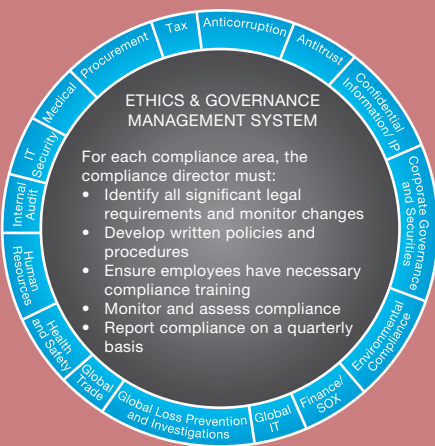 ETHICS & GOVERNANCE
MANAGEMENT SYSTEM
For each compliance area, the
compliance director must:
• Identify all significant legal
requirements and monitor changes
• Develop written policies and
procedures
• Ensure employees have necessary
compliance training
• Monitor and assess compliance
• Report compliance on a quarterly
basis
Anticorruption
Antitrust
Confidential
Information/ IP
Corporate Governance
and Securities
Environmental
Compliance
Finance/
SOX
Global
IT
Global Loss Prevention
and Investigations
Global
Trade
Health
and Safety
Human
Resources
Internal
Audit
IT
Security
Medical
Procurement
Tax